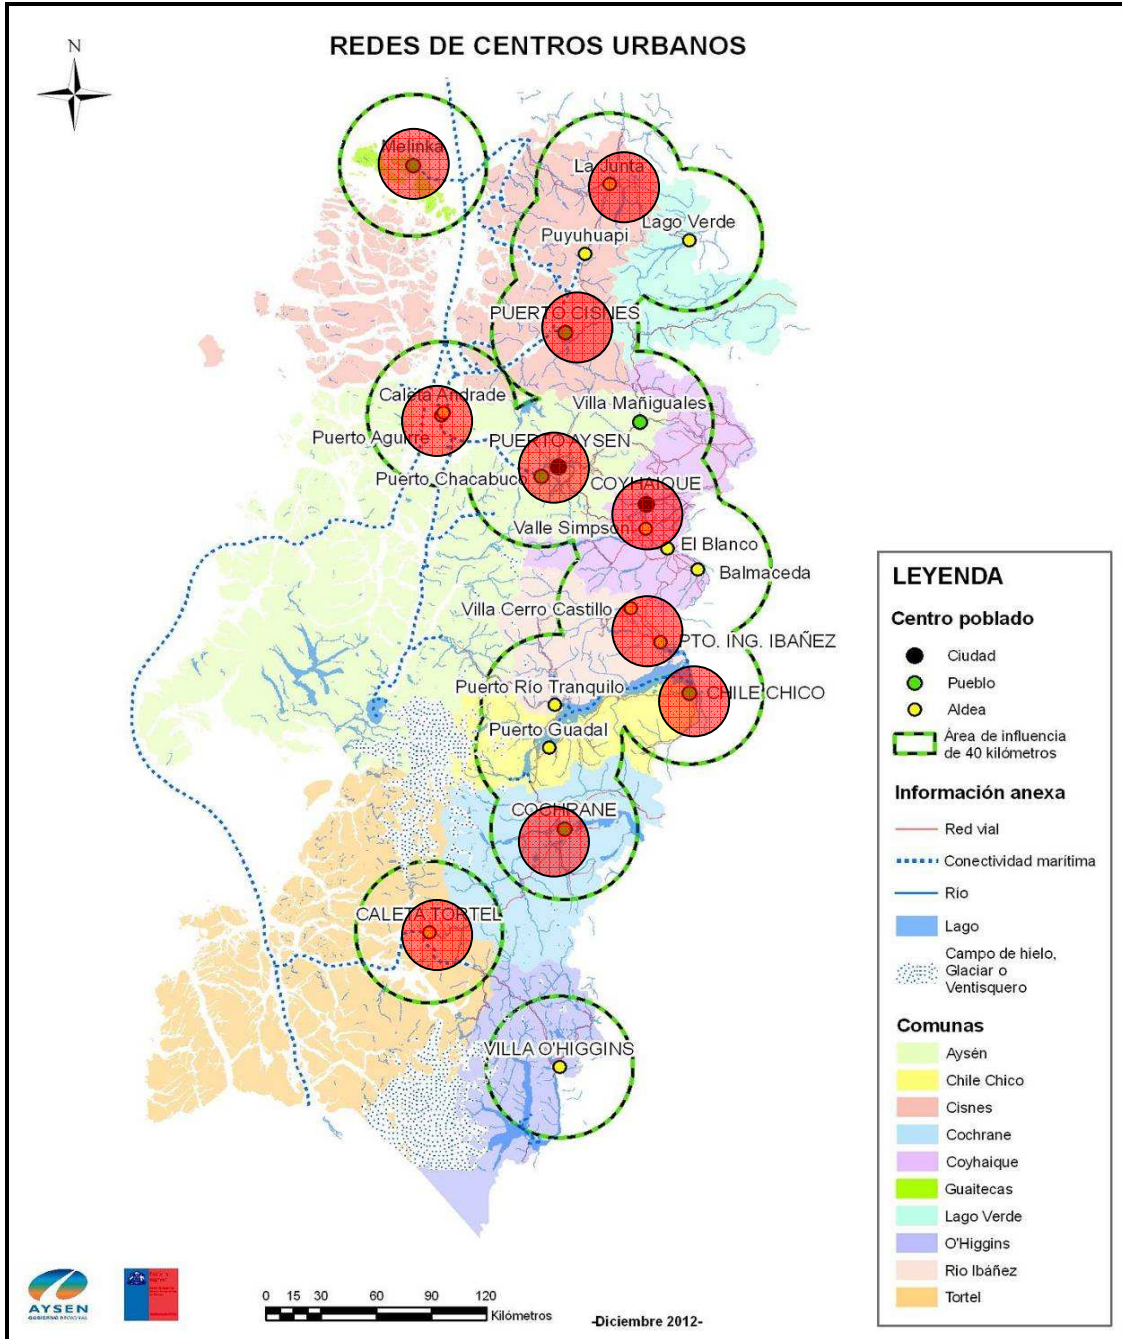 REDES DE CENTROS URBANOS
N
Melinka
La Junta
Lago Verde
Puyuhuapi
PUERTO CISNES
Caleta Andrade
Villa Mañiguales
Puerto Aguirre
PUERTO AYSEN
Puerto Chacabuco
COYHAIQUE
Valle Simpson
El Blanco
Balmaceda
Villa Cerro Castillo
PTO. ING. IBAÑEZ
Puerto Río Tranquilo
CHILE CHICO
Puerto Guadal
COCHRANE
CALETA TORTEL
VILLA O'HIGGINS
LEYENDA
Centro poblado
Ciudad
Pueblo
Aldea
Área de influencia
de 40 kilómetros
Información anexa
Red vial
Conectividad marítima
Río
Lago
Campo de hielo,
Glaciar o
Ventisquero
Comunas
Aysén
Chile Chico
Cisnes
Cochrane
Coyhaique
Guaitecas
Lago Verde
O'Higgins
Rio Ibáñez
Tortel
AYSEN
GOBIERNO REGIONAL
0 15 30 60 90 120
Kilómetros
-Diciembre 2012-